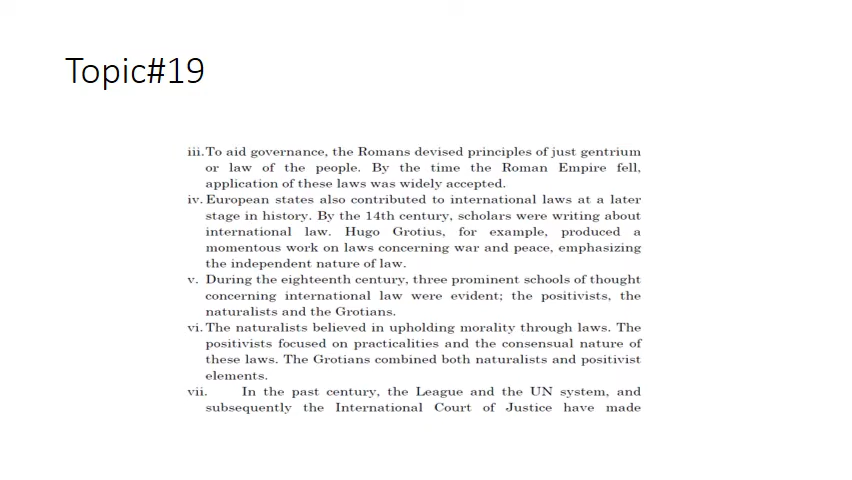 Topic#19
iii. To aid governance, the Romans devised principles of just gentrium
or law of the people. By the time the Roman Empire fell,
application of these laws was widely accepted.
iv. European states also contributed to international laws at a later
stage in history. By the 14th century, scholars were writing about
international law. Hugo Grotius, for example, produced a
momentous work on laws concerning war and peace, emphasizing
the independent nature of law.
v. During the eighteenth century, three prominent schools of thought
concerning international law were evident; the positivists, the
naturalists and the Grotians.
vi. The naturalists believed in upholding morality through laws. The
positivists focused on practicalities and the consensual nature of
these laws. The Grotians combined both naturalists and positivist
elements.
vii. In the past century, the League and the UN system, and
subsequently the International Court of Justice have made